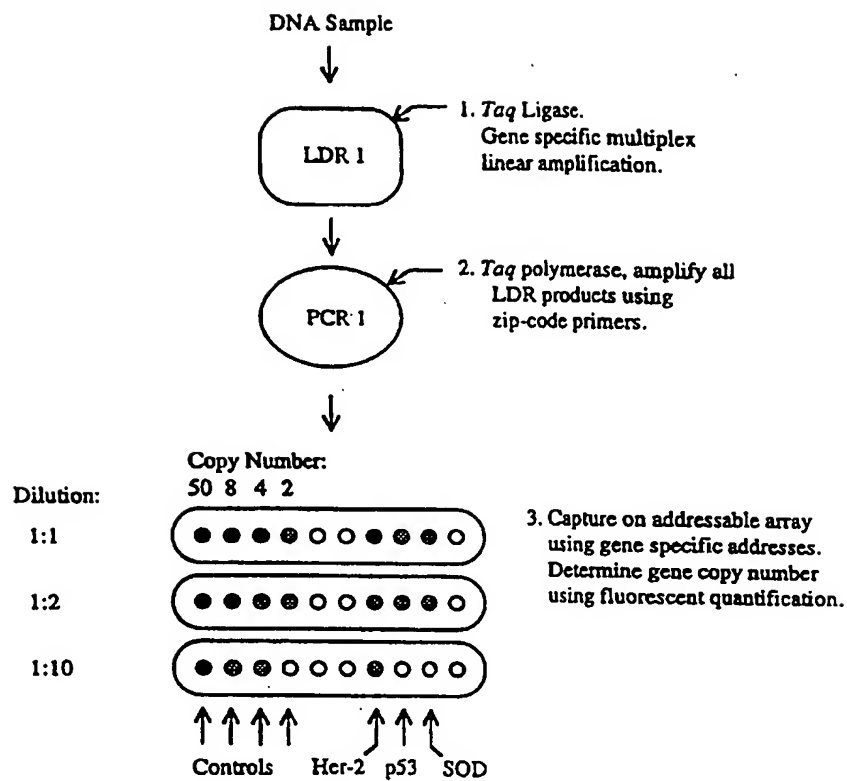 DNA Sample
1. Taq Ligase.
Gene specific multiplex
linear amplification.
LDR 1
2. Taq polymerase, amplify all
LDR products using
zip-code primers.
PCR 1
Copy Number:
50 8 4 2
Dilution:
1:1
1:2
1:10
3. Capture on addressable array
using gene specific addresses.
Determine gene copy number
using fluorescent quantification.
Controls Her-2 p53 SOD